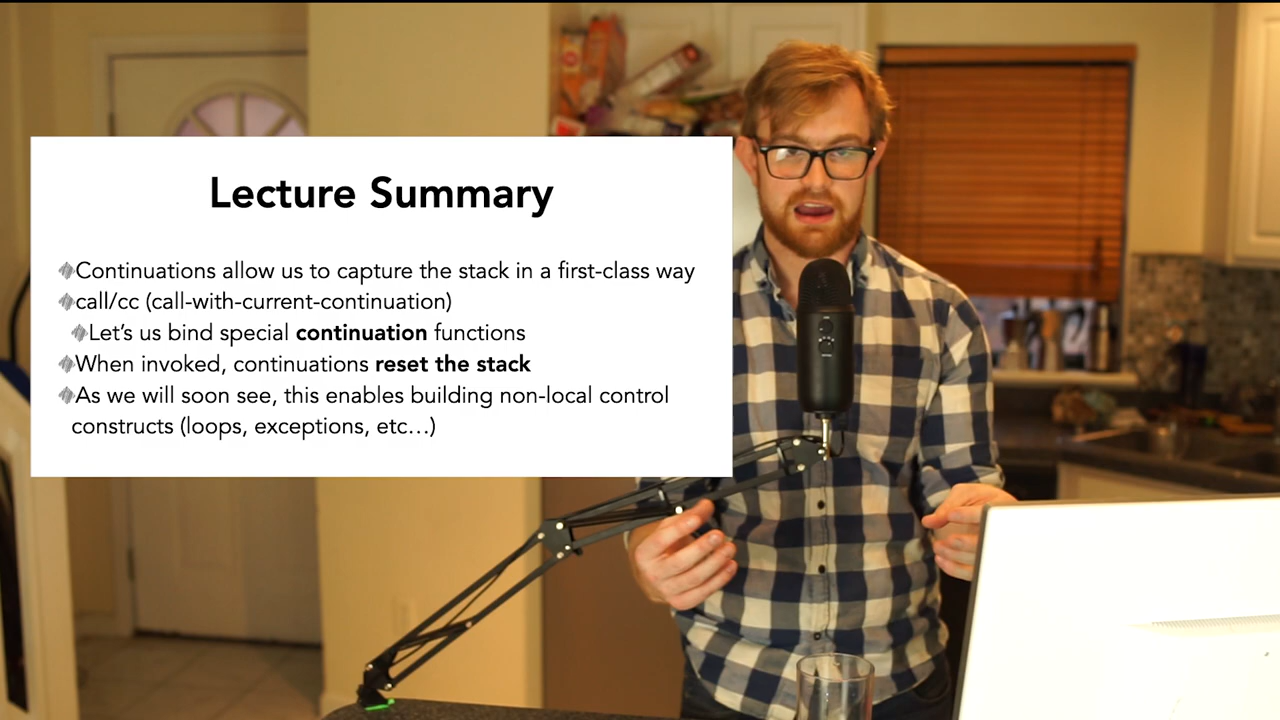 Lecture Summary
Continuations allow us to capture the stack in a first-class way
call/cc (call-with-current-continuation)
Let’s us bind special continuation functions
When invoked, continuations reset the stack
As we will soon see, this enables building non-local control
constructs (loops, exceptions, etc…)